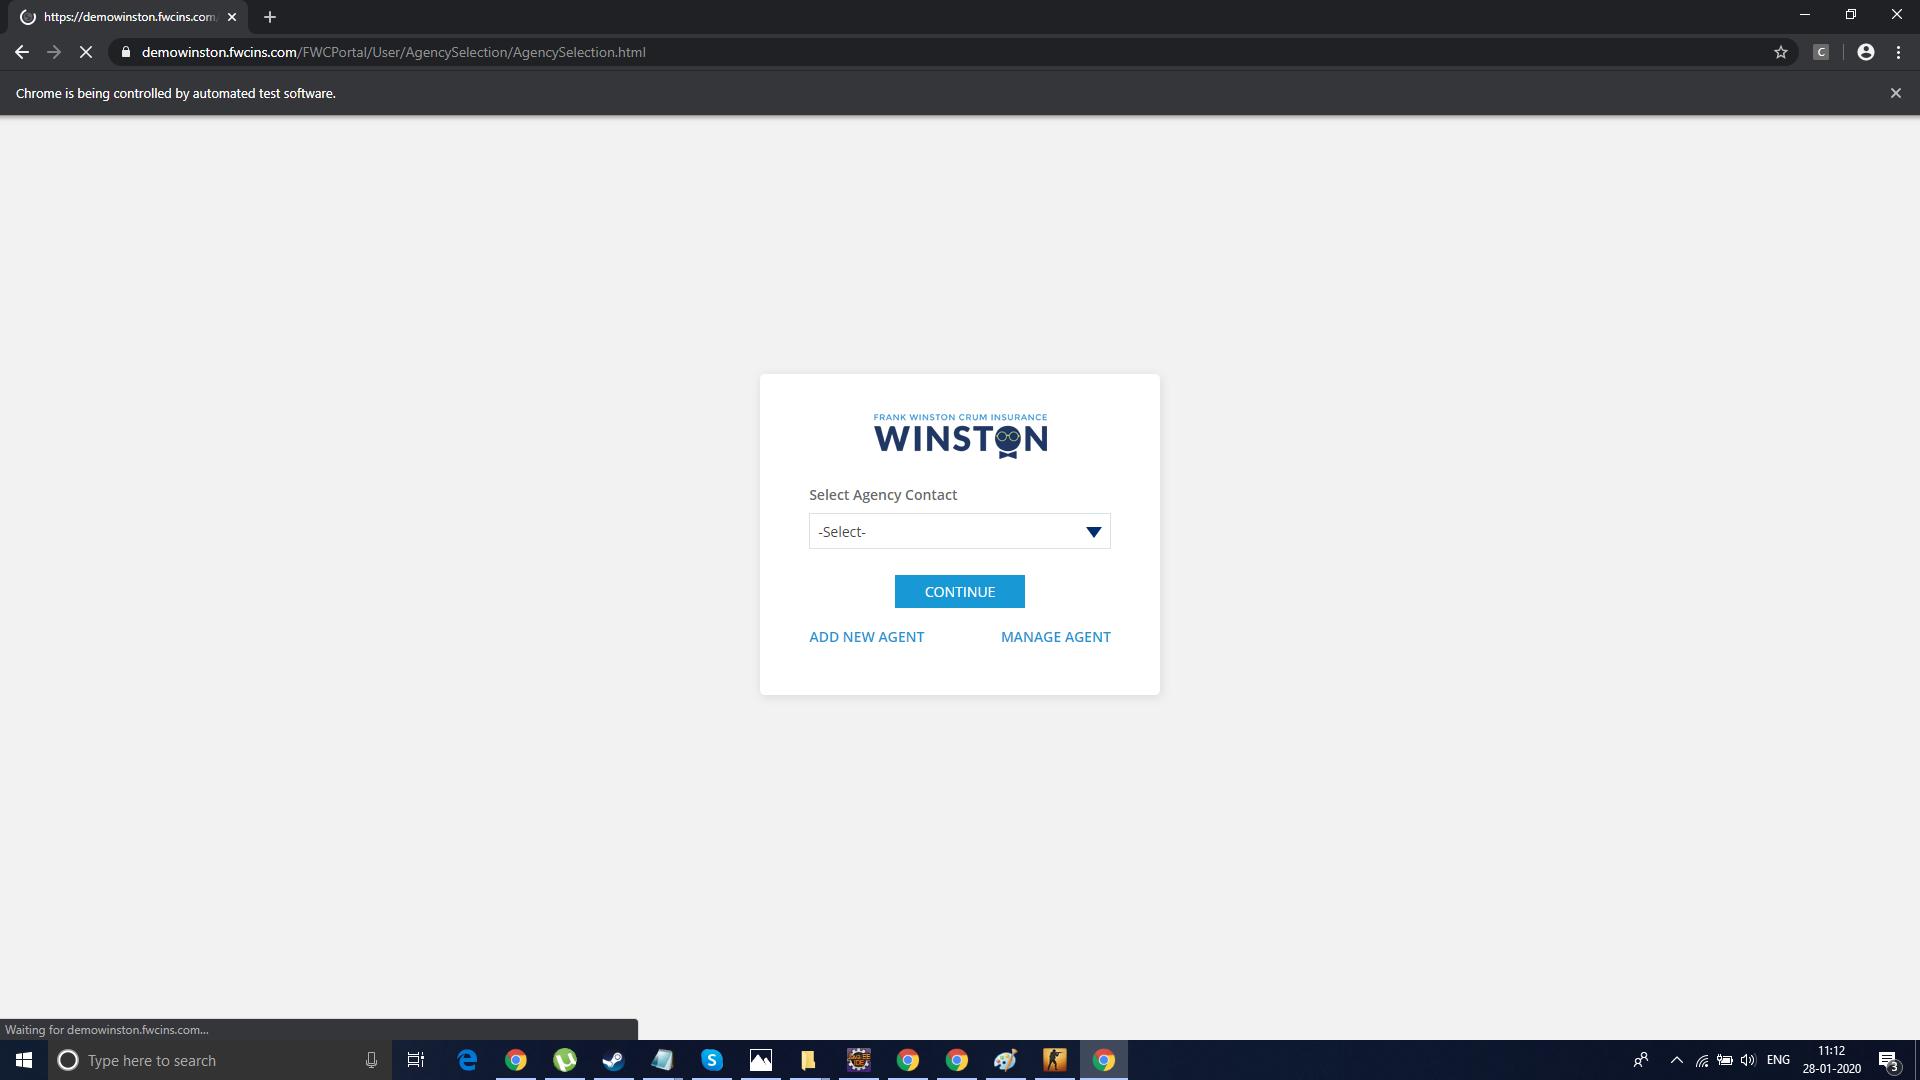 https://demowinston.fwcins.com/
demowinston.fwcins.com/FWCPortal/User/AgencySelection/AgencySelection.html
C
Chrome is being controlled by automated test software.
FRANK WINSTON CRUM INSURANCE
WINSTON
Select Agency Contact
-Select-
CONTINUE
ADD NEW AGENT
MANAGE AGENT
Waiting for demowinston.fwcins.com...
Type here to search
ENG
11:12
28-01-2020
3